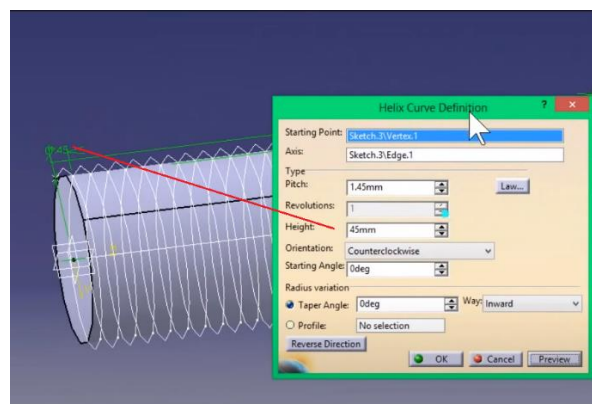 Helix Curve Definition ? ×
Starting Point: Sketch.3\Vertex.1
Axis: Sketch.3\Edge.1
Type
Pitch: 1.45mm Law...
Revolutions: 1
Height: 45mm
Orientation: Counterclockwise
Starting Angle: 0deg
Radius variation
Taper Angle: 0deg Way: Inward
Profile: No selection
Reverse Direction
OK Cancel Preview